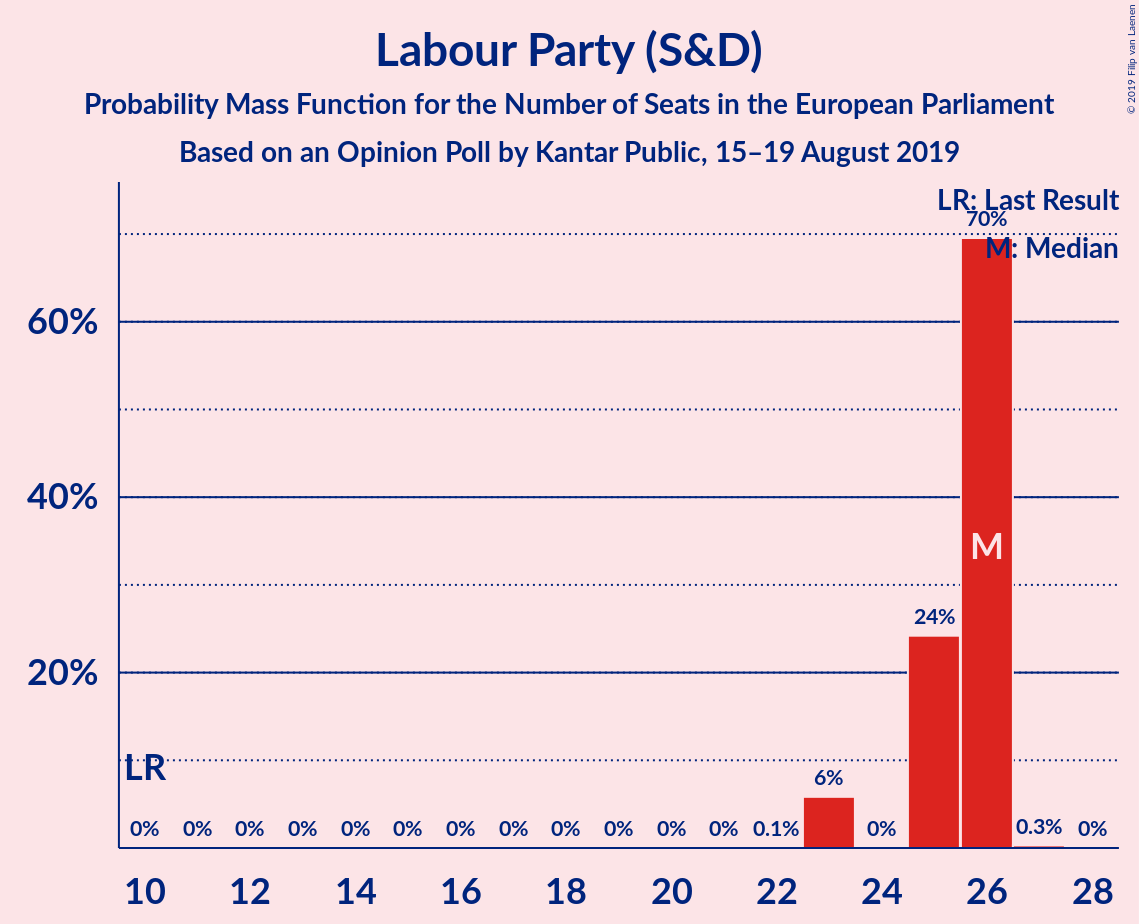 Labour Party (S&D)
Probability Mass Function for the Number of Seats in the European Parliament
Based on an Opinion Poll by Kantar Public, 15–19 August 2019
© 2019 Filip van Laenen
LR: Last Result
M: Median
70%
60%
40%
M
24%
20%
LR
6%
0% 0% 0% 0% 0% 0% 0% 0% 0% 0% 0% 0% 0.1% 0% 0.3% 0%
10 12 14 16 18 20 22 24 26 28